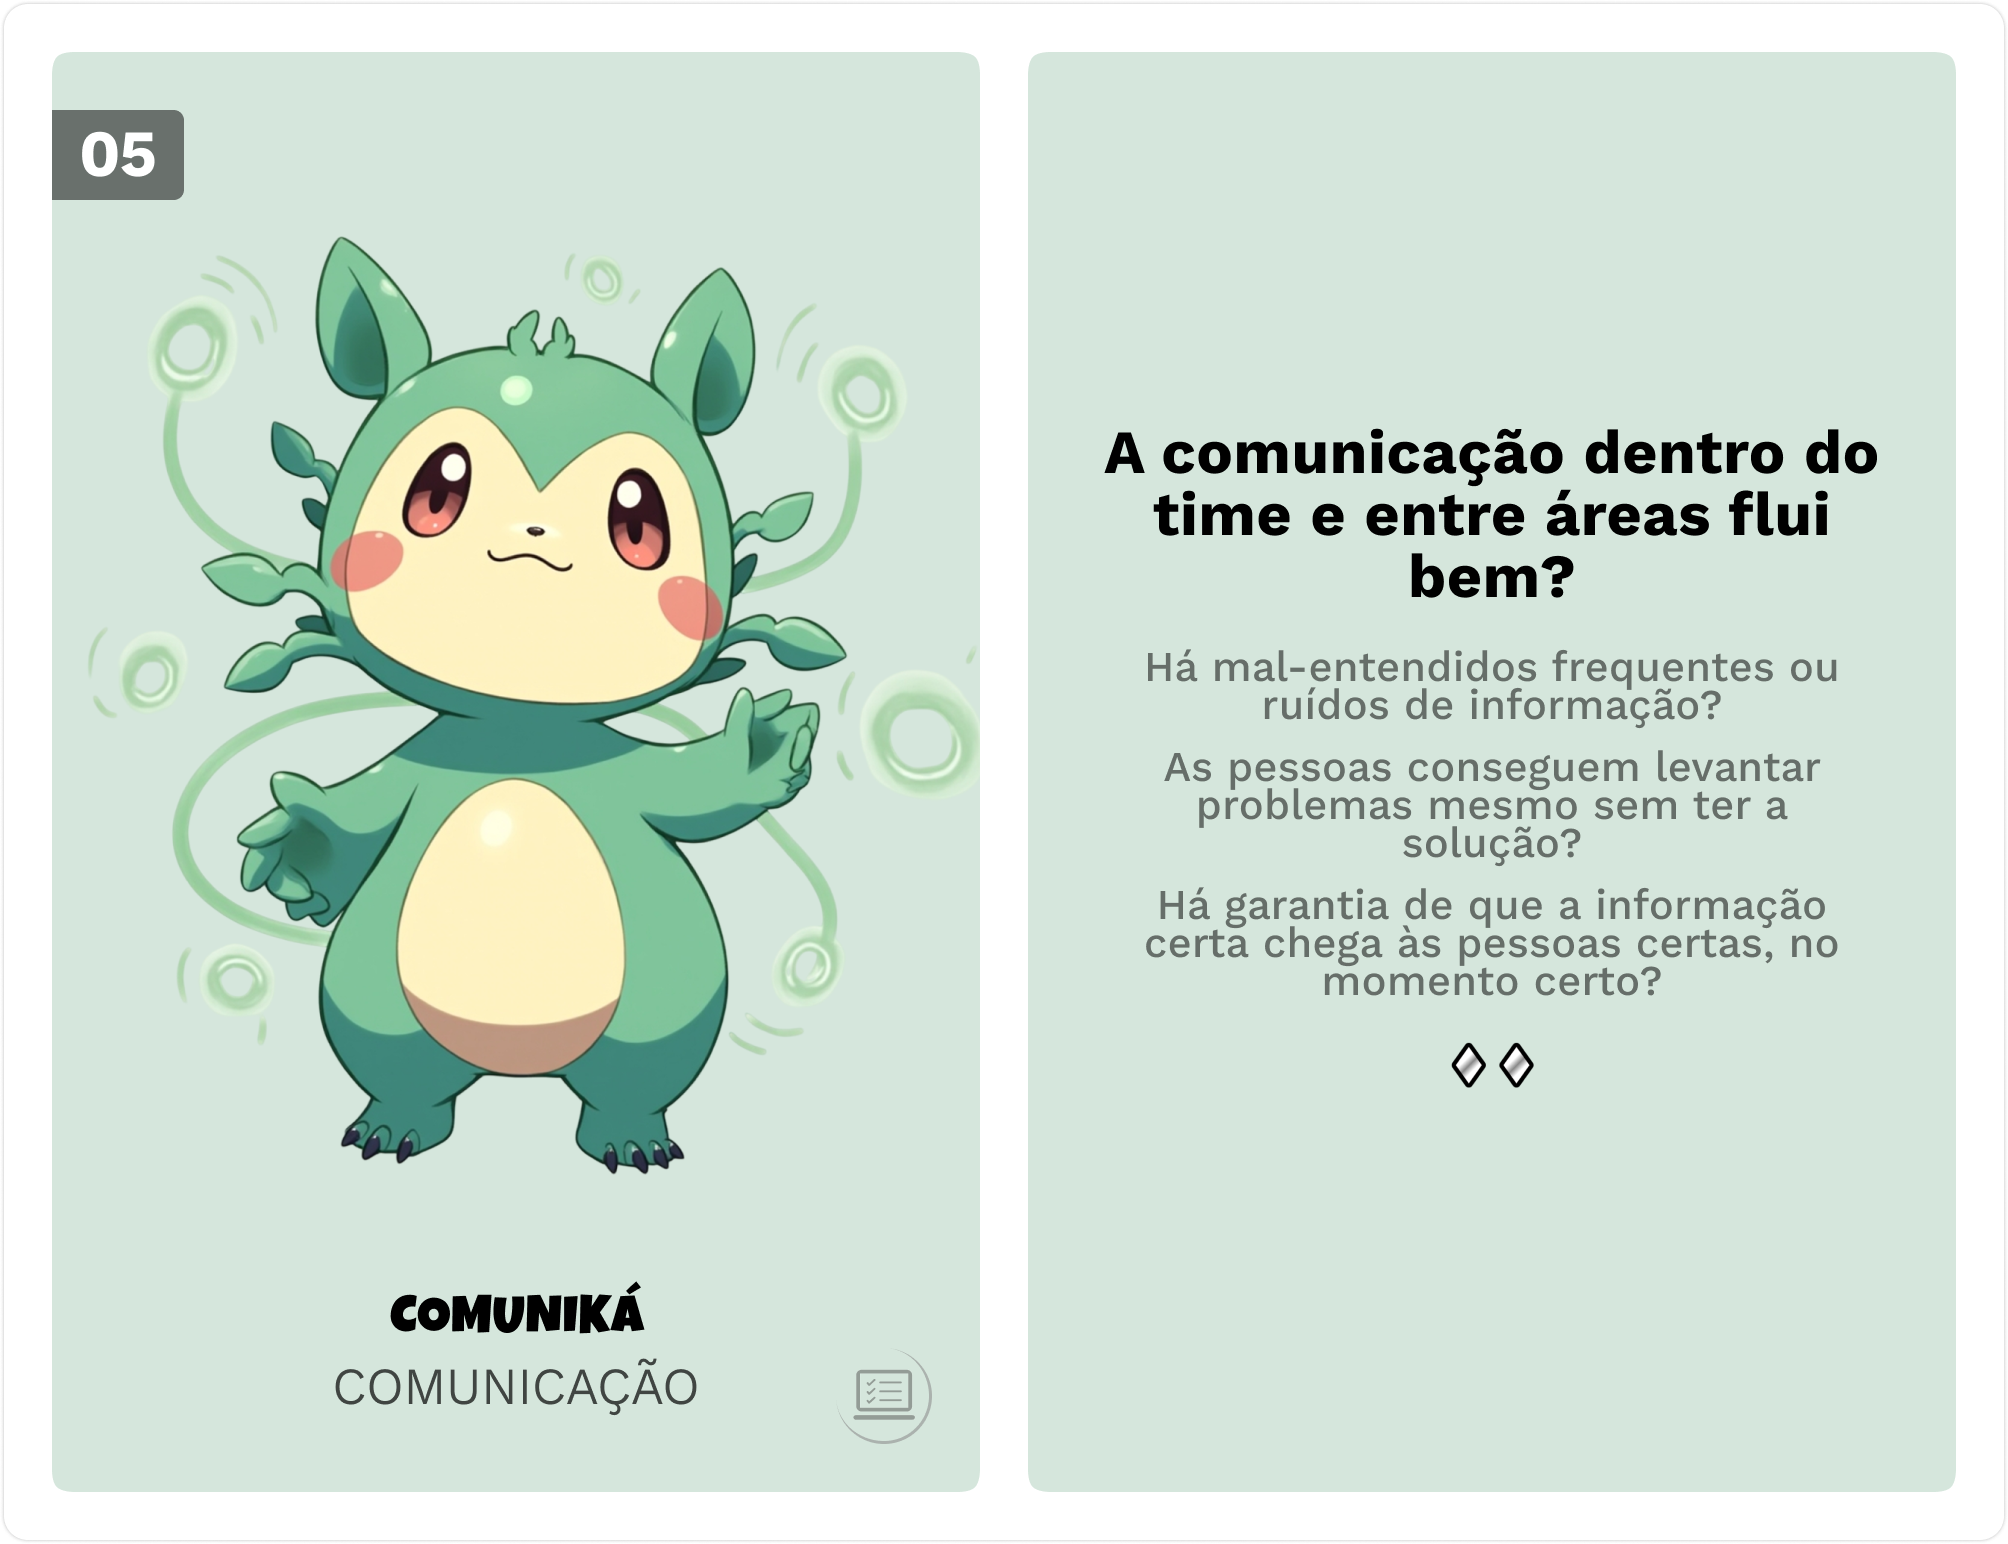 05
COMUNIKÁ
COMUNICAÇÃO
A comunicação dentro do
time e entre áreas flui
bem?
Há mal-entendidos frequentes ou
ruídos de informação?
As pessoas conseguem levantar
problemas mesmo sem ter a
solução?
Há garantia de que a informação
certa chega às pessoas certas, no
momento certo?